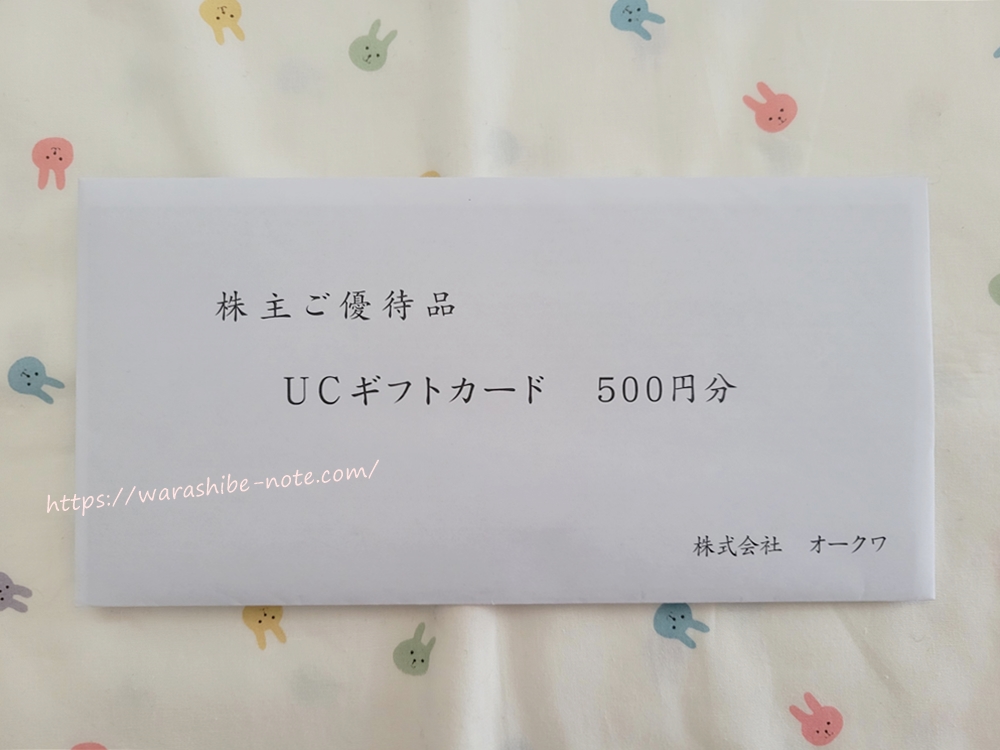 株主ご優待品
UCギフトカード　500円分
https://warashibe-note.com/
株式会社　オークワ